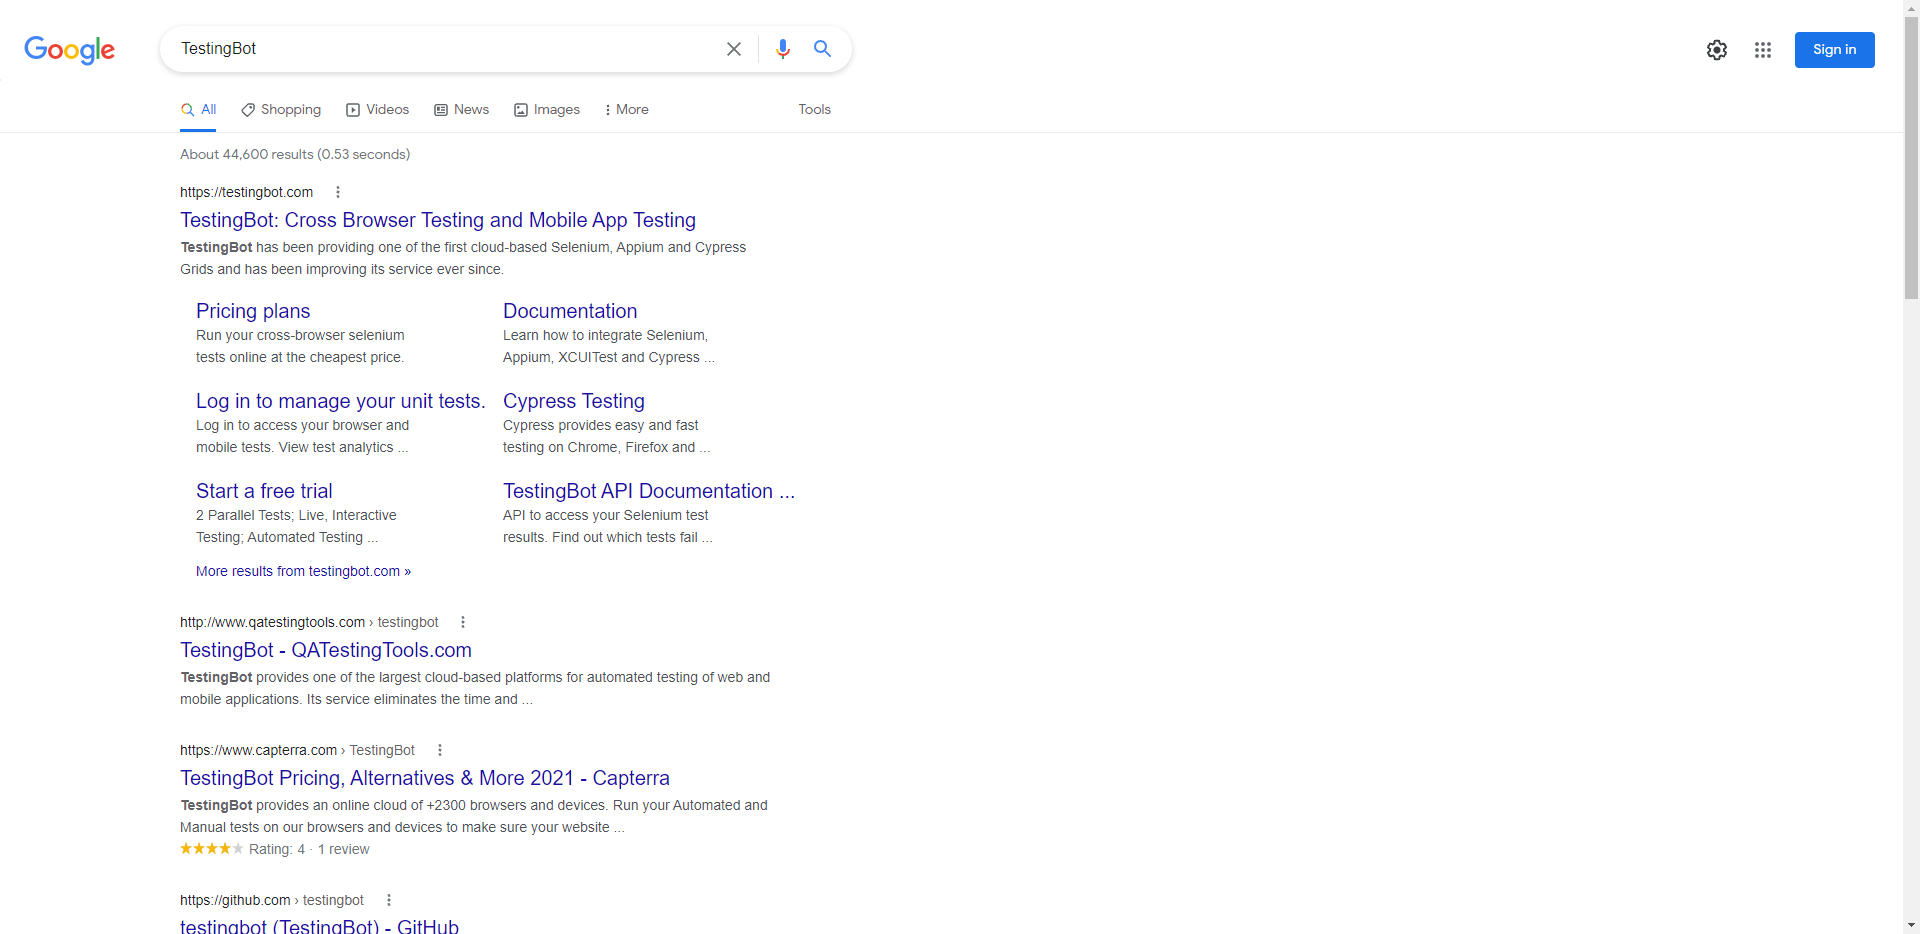 Google
TestingBot
Sign in
All
Shopping
Videos
News
Images
More
Tools
About 44,600 results (0.53 seconds)
https://testingbot.com
TestingBot: Cross Browser Testing and Mobile App Testing
TestingBot has been providing one of the first cloud-based Selenium, Appium and Cypress
Grids and has been improving its service ever since.
Pricing plans
Run your cross-browser selenium
tests online at the cheapest price.
Documentation
Learn how to integrate Selenium,
Appium, XCUITest and Cypress ...
Log in to manage your unit tests.
Log in to access your browser and
mobile tests. View test analytics ...
Cypress Testing
Cypress provides easy and fast
testing on Chrome, Firefox and ...
Start a free trial
2 Parallel Tests; Live, Interactive
Testing; Automated Testing ...
TestingBot API Documentation ...
API to access your Selenium test
results. Find out which tests fail ...
More results from testingbot.com »
http://www.qatestingtools.com › testingbot
TestingBot - QATestingTools.com
TestingBot provides one of the largest cloud-based platforms for automated testing of web and
mobile applications. Its service eliminates the time and ...
https://www.capterra.com › TestingBot
TestingBot Pricing, Alternatives & More 2021 - Capterra
TestingBot provides an online cloud of +2300 browsers and devices. Run your Automated and
Manual tests on our browsers and devices to make sure your website ...
Rating: 4 · 1 review
https://github.com › testingbot
testingbot (TestingBot) - GitHub